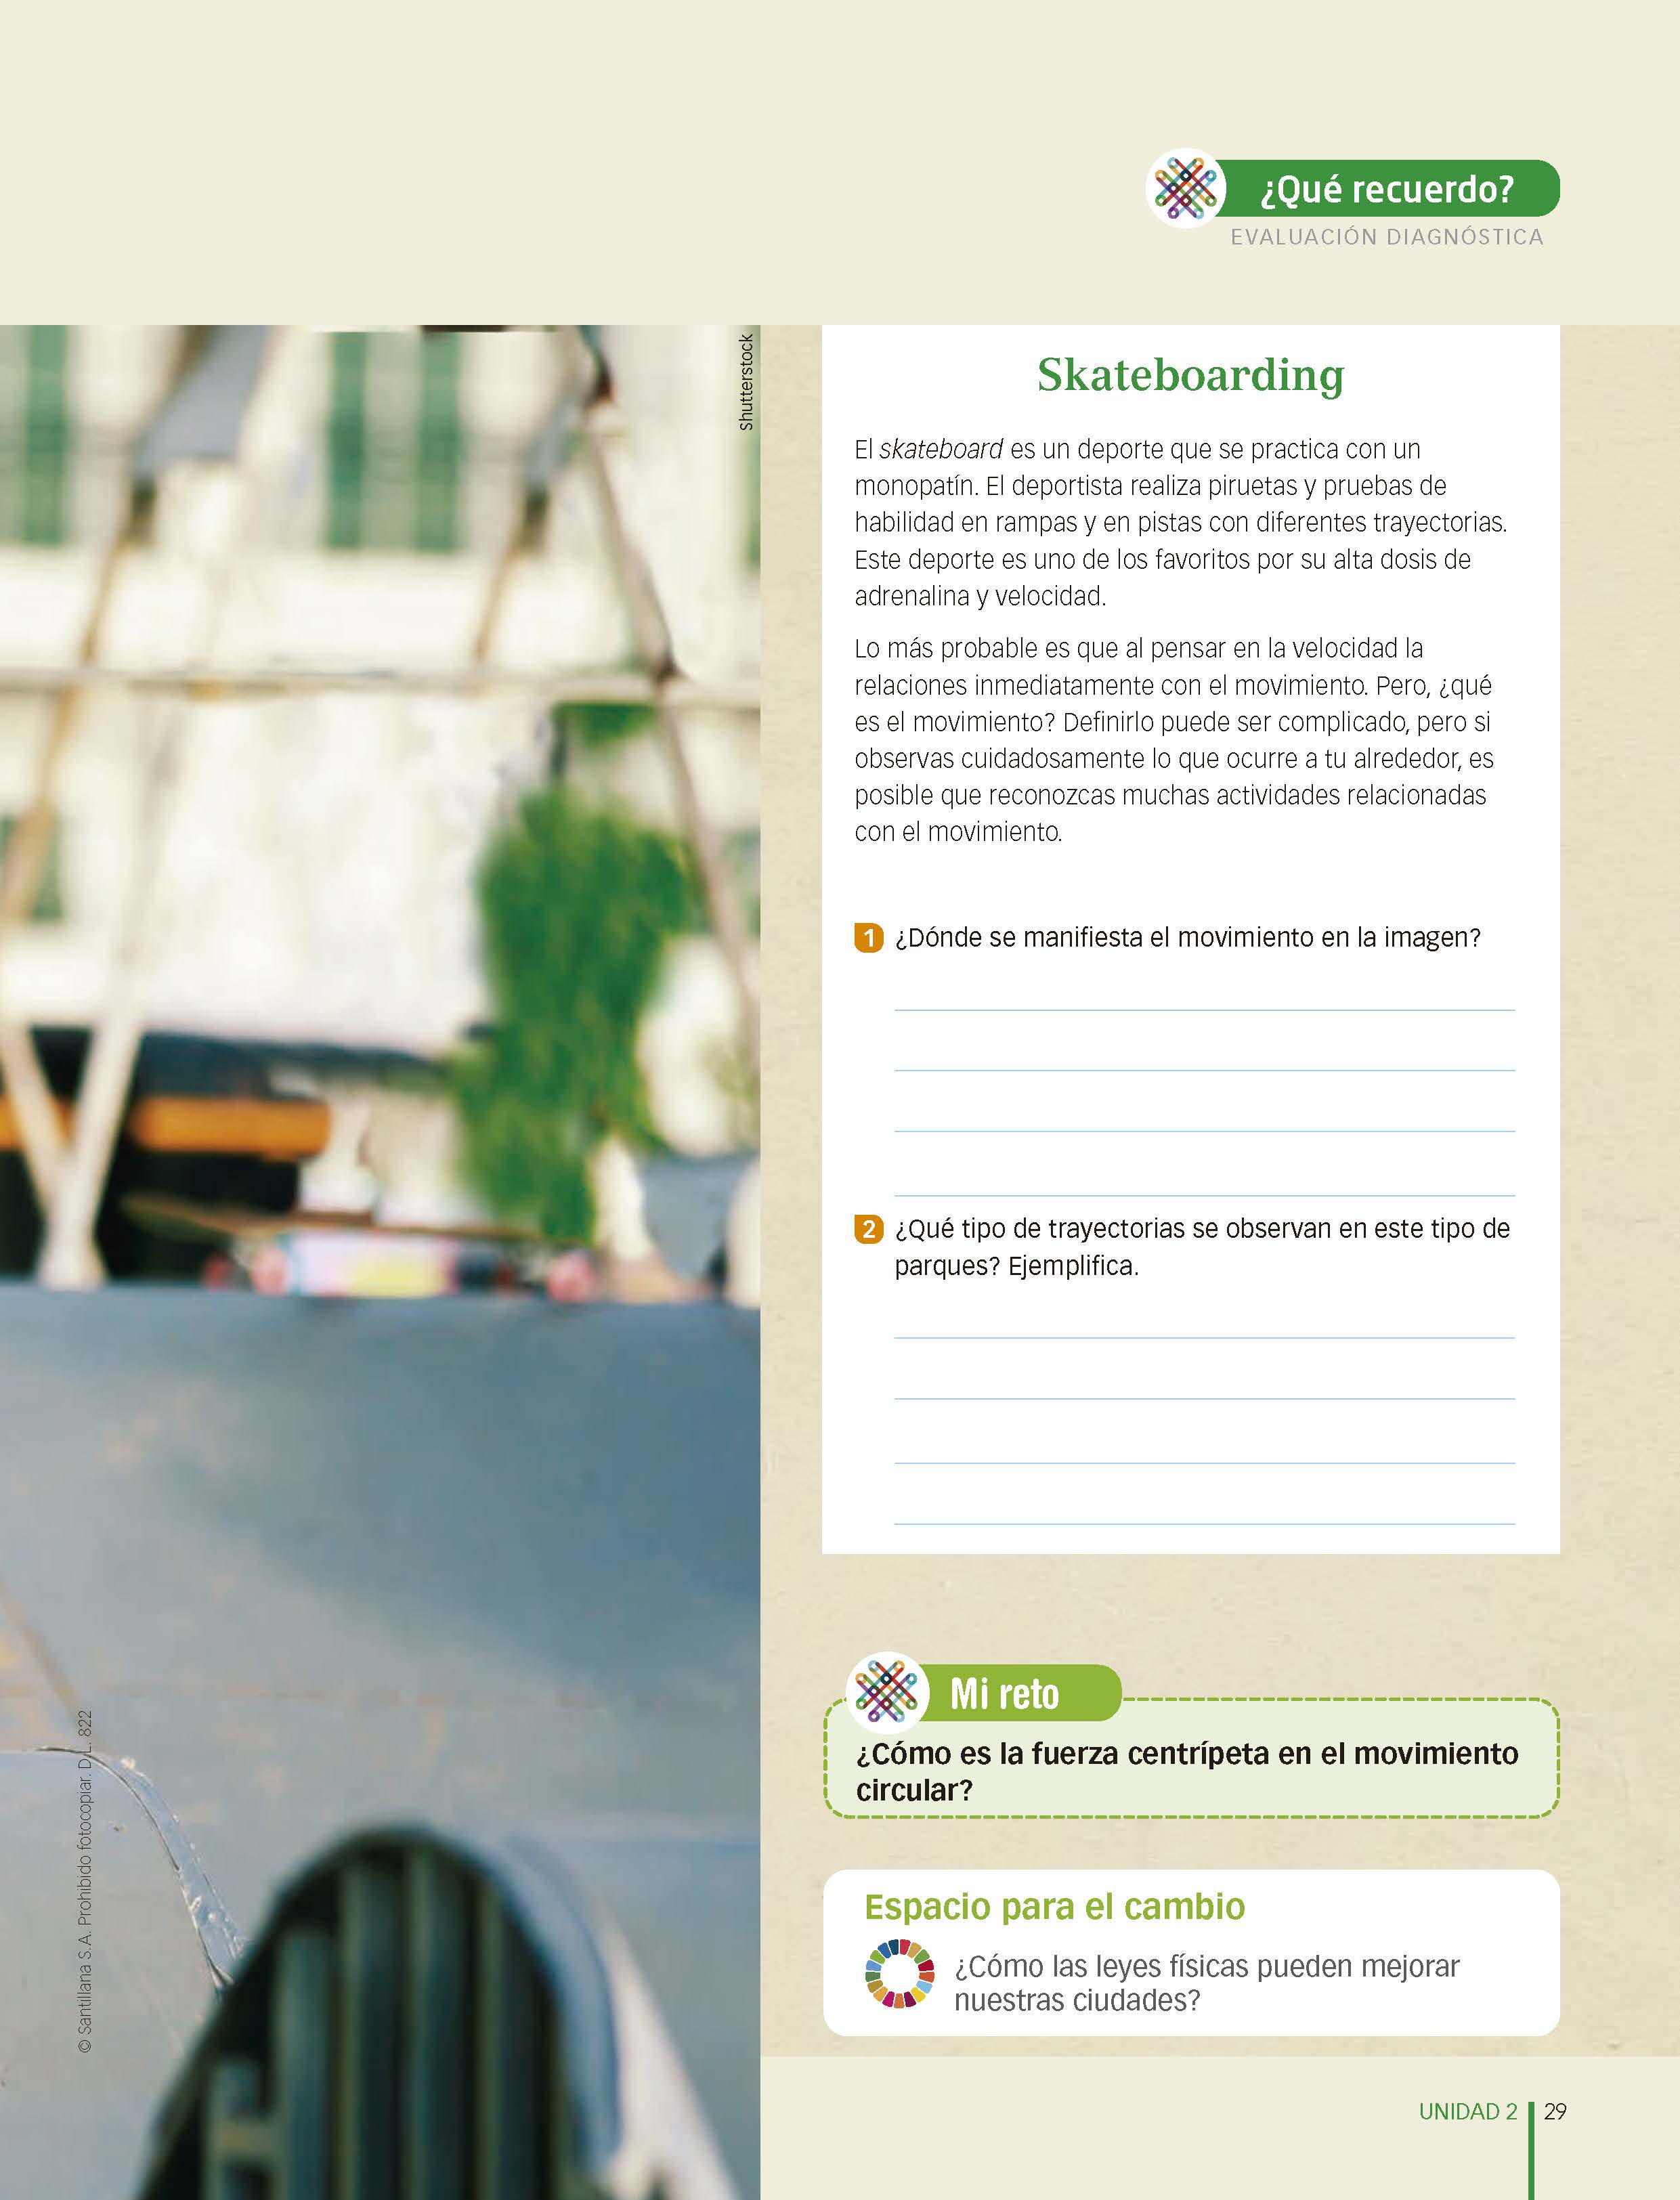 ¿Qué recuerdo?
EVALUACIÓN DIAGNÓSTICA
Shutterstock
Skateboarding
El skateboard es un deporte que se practica con un
monopatín. El deportista realiza piruetas y pruebas de
habilidad en rampas y en pistas con diferentes trayectorias.
Este deporte es uno de los favoritos por su alta dosis de
adrenalina y velocidad.
Lo más probable es que al pensar en la velocidad la
relaciones inmediatamente con el movimiento. Pero, ¿qué
es el movimiento? Definirlo puede ser complicado, pero si
observas cuidadosamente lo que ocurre a tu alrededor, es
posible que reconozcas muchas actividades relacionadas
con el movimiento.
1 ¿Dónde se manifiesta el movimiento en la imagen?
2 ¿Qué tipo de trayectorias se observan en este tipo de
parques? Ejemplifica.
Mi reto
¿Cómo es la fuerza centrípeta en el movimiento
circular?
Espacio para el cambio
¿Cómo las leyes físicas pueden mejorar
nuestras ciudades?
© Santillana S.A. Prohibido fotocopiar. D.L. 822
UNIDAD 2 29